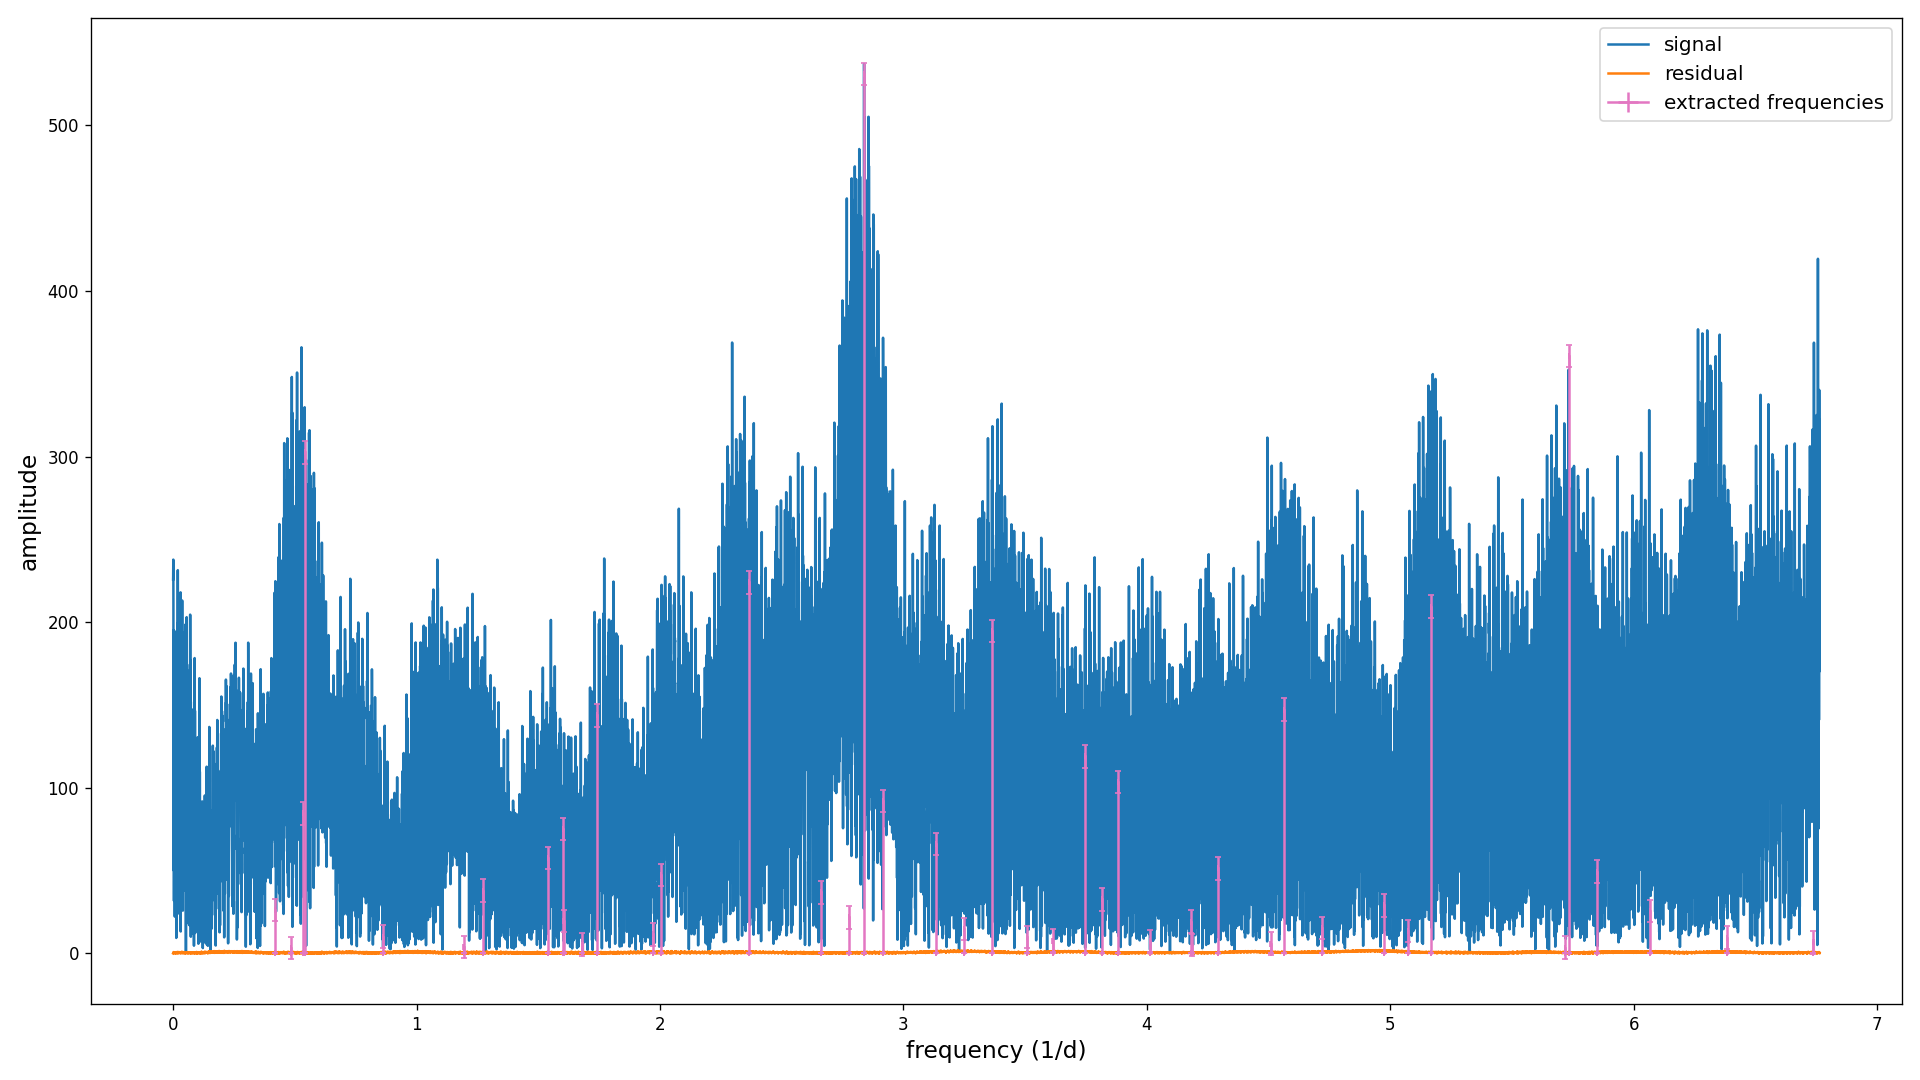 signal
residual
extracted frequencies
amplitude
500
400
300
200
100
0
0 1 2 3 4 5 6 7
frequency (1/d)